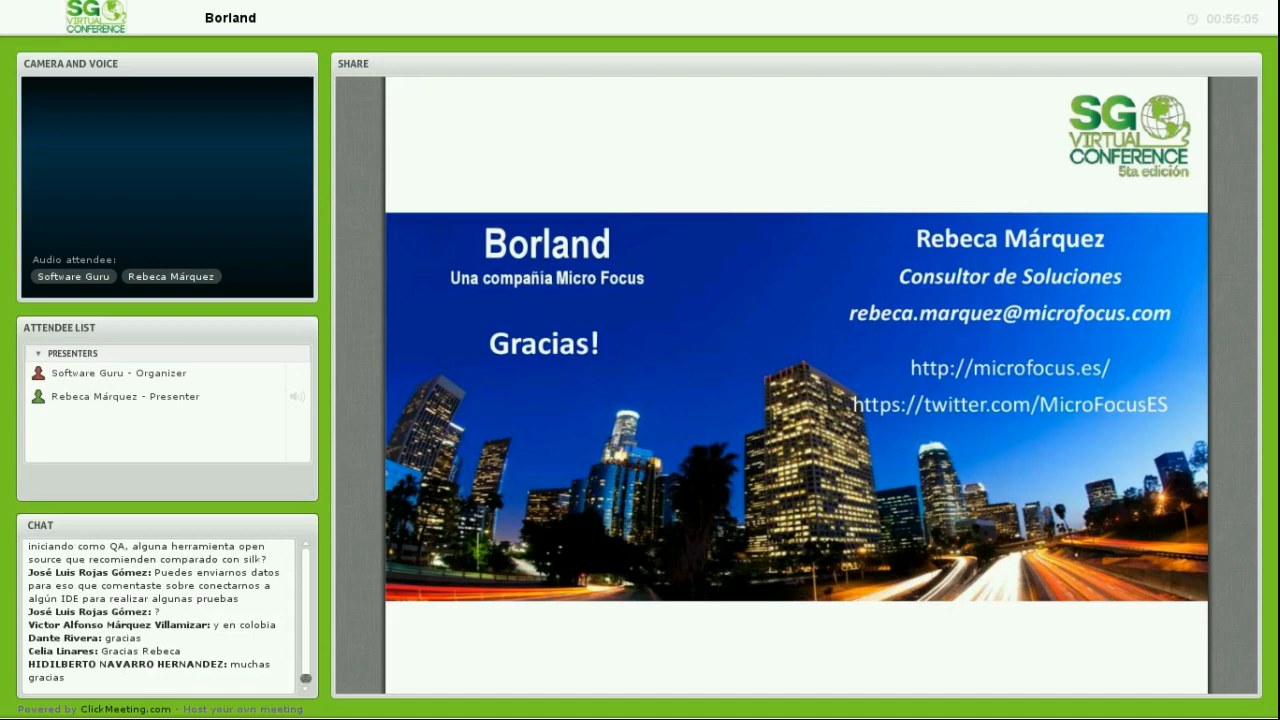 SG
VIRTUAL
CONFERENCE
Borland
00:56:05
CAMERA AND VOICE
Audio attendee:
Software Guru
Rebeca Márquez
ATTENDEE LIST
PRESENTERS
Software Guru - Organizer
Rebeca Márquez - Presenter
CHAT
iniciando como QA, alguna herramienta open
source que recomienden comparado con silk?
José Luis Rojas Gómez: Puedes enviarnos datos
para eso que comentaste sobre conectarnos a
algún IDE para realizar algunas pruebas
José Luis Rojas Gómez: ?
Victor Alfonso Márquez Villamizar: y en colobia
Dante Rivera: gracias
Celia Linares: Gracias Rebeca
HIDILBERTO NAVARRO HERNANDEZ: muchas
gracias
Powered by ClickMeeting.com - Host your own meeting
SHARE
SG
VIRTUAL
CONFERENCE
5ta edición
Borland
Una compañia Micro Focus
Gracias!
Rebeca Márquez
Consultor de Soluciones
rebeca.marquez@microfocus.com
http://microfocus.es/
https://twitter.com/MicroFocusES